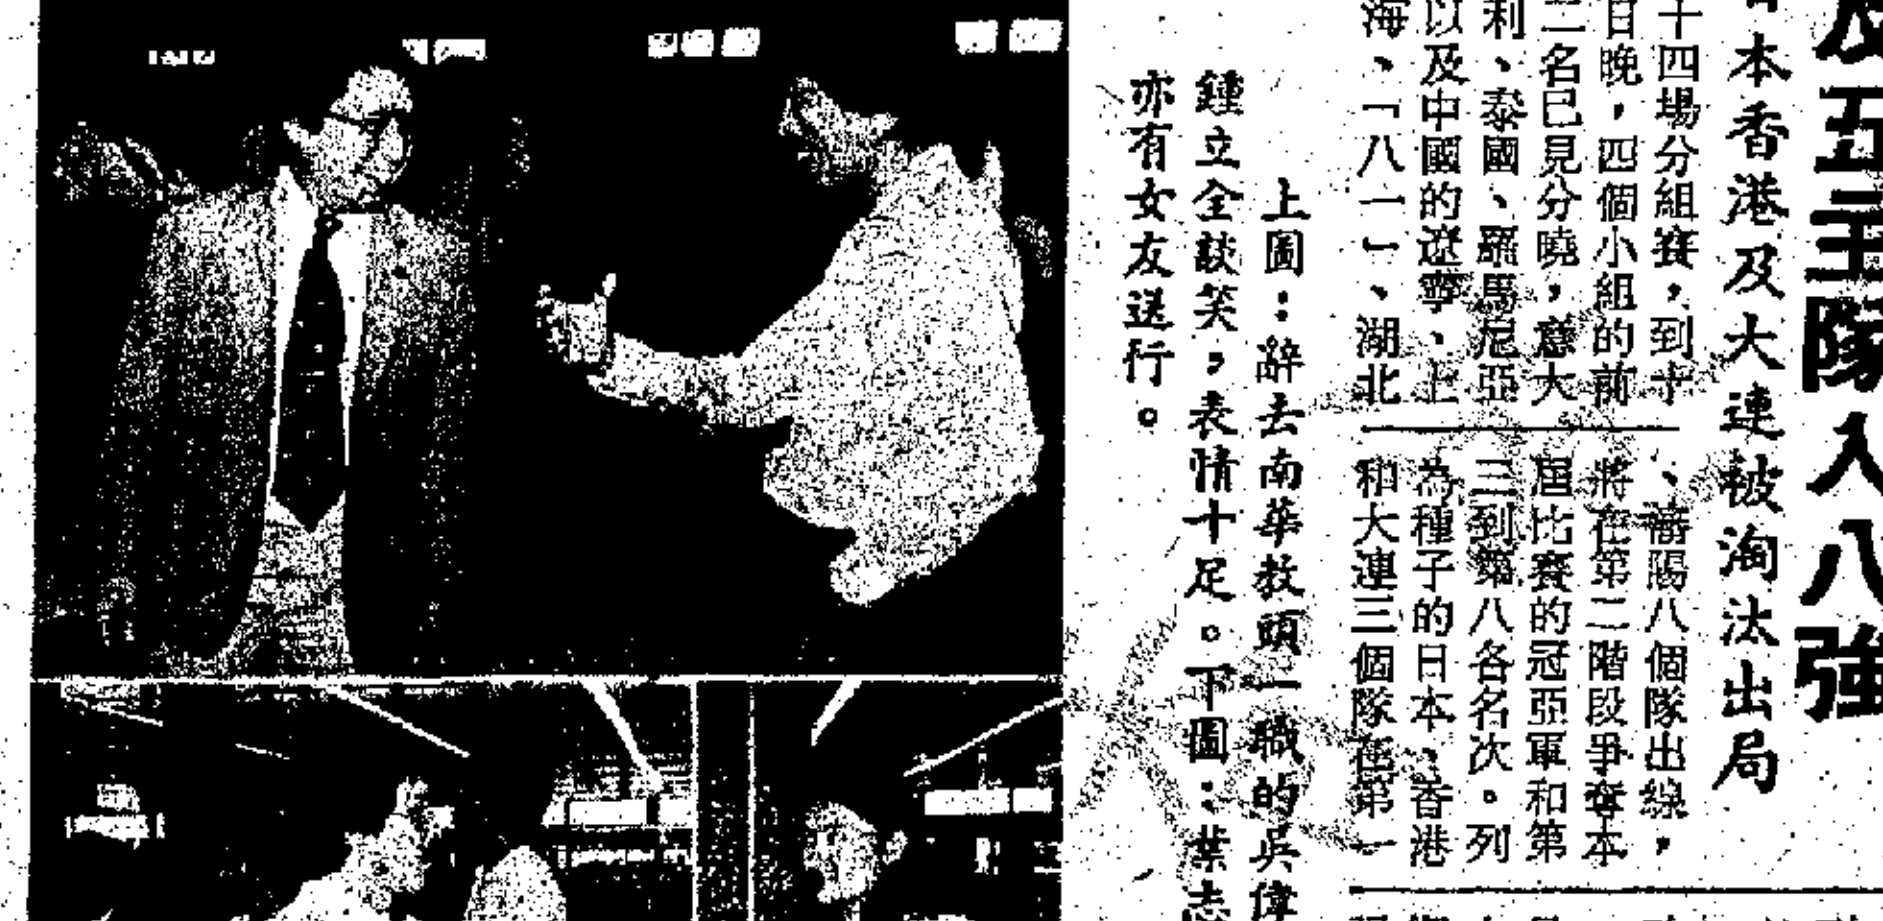 及五主隊入八強
日本香港及大連被淘汰出局
十四場分組賽，到十
日晚，四個小組的前
二名已見分曉，意大
利、泰國、羅馬尼亞
以及中國的遼寧、上
海、「八一」、湖北
、瀋陽八個隊出線，
將在第二階段爭奪本
屆比賽的冠亞軍和第
三到第八各名次。列
為種子的日本、香港
和大連三個隊在第一
上圖：辭去南華教頭一職的吳偉
鍾立全談笑，表情十足。下圖：葉志
亦有女友送行。